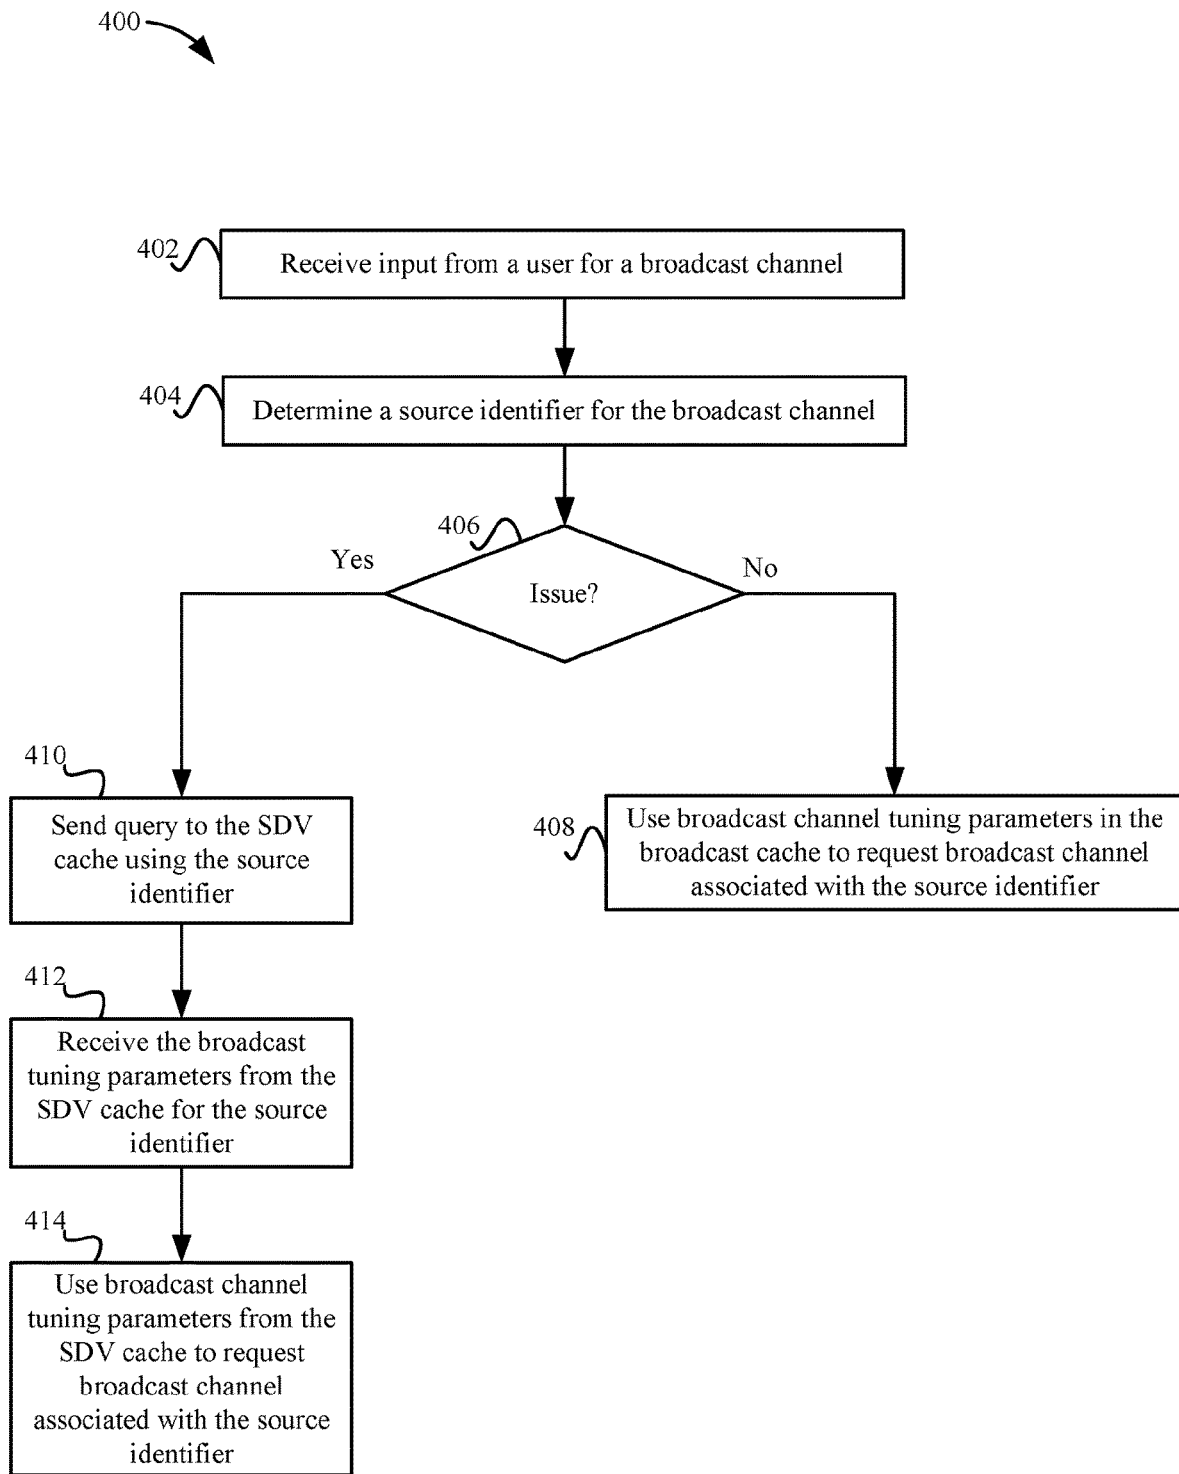 400
402
Receive input from a user for a broadcast channel
404
Determine a source identifier for the broadcast channel
406
Yes
No
Issue?
410
Send query to the SDV
cache using the source
identifier
408
Use broadcast channel tuning parameters in the
broadcast cache to request broadcast channel
associated with the source identifier
412
Receive the broadcast
tuning parameters from the
SDV cache for the source
identifier
414
Use broadcast channel
tuning parameters from the
SDV cache to request
broadcast channel
associated with the source
identifier